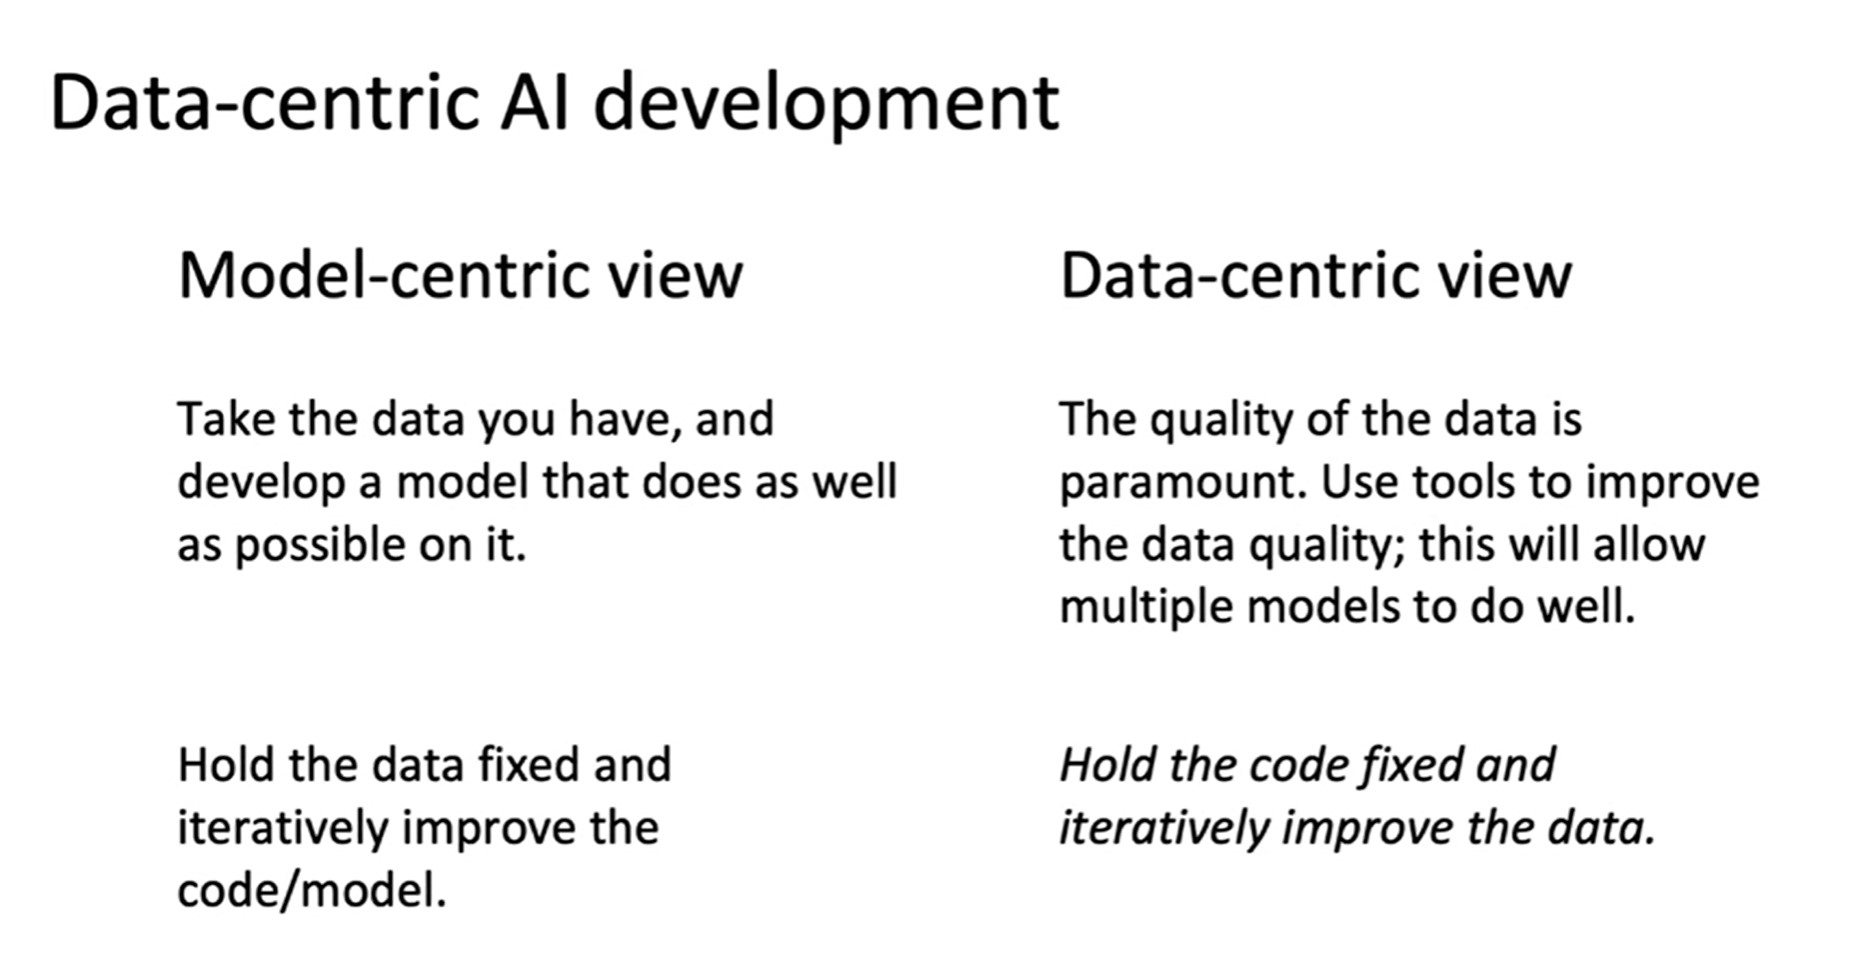 Data-centric AI development
Model-centric view
Take the data you have, and
develop a model that does as well
as possible on it.
Hold the data fixed and
iteratively improve the
code/model.
Data-centric view
The quality of the data is
paramount. Use tools to improve
the data quality; this will allow
multiple models to do well.
Hold the code fixed and
iteratively improve the data.